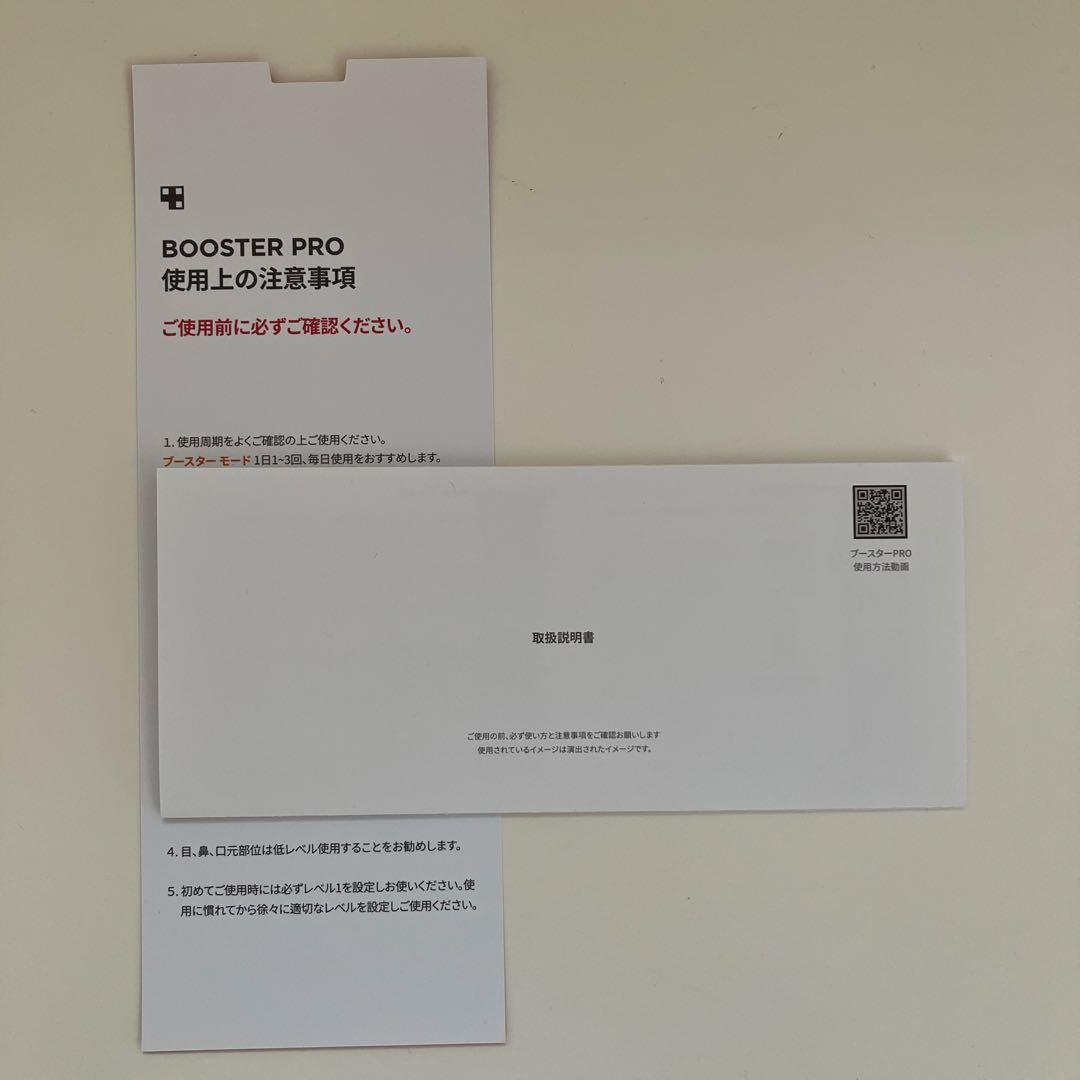 BOOSTER PRO
使用上の注意事項
ご使用前に必ずご確認ください。
1. 使用周期をよくご確認の上ご使用ください。
ブースター モード 1日1~3回、毎日使用をおすすめします。
ブースターPRO
使用方法動画
取扱説明書
ご使用の前、必ず使い方と注意事項をご確認お願いします
使用されているイメージは演出されたイメージです。
4. 目、鼻、口元部位は低レベル使用することをお勧めします。
5. 初めてご使用時には必ずレベル1を設定しお使いください。使
用に慣れてから徐々に適切なレベルを設定しご使用ください。